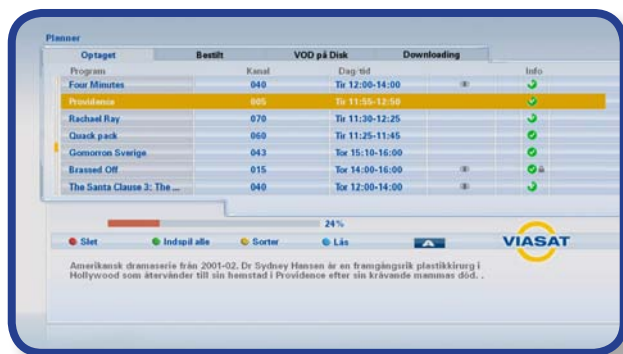 Planner
Optaget Bestilt VOD på Disk Downloading
Program Kanal Dag/tid Info
Four Minutes 040 Tir 12:00-14:00
Providence 005 Tir 11:55-12:50
Rachael Ray 070 Tir 11:30-12:25
Quack pack 060 Tir 11:25-11:45
Gomorron Sverige 043 Tor 15:10-16:00
Brassed Off 015 Tor 14:00-16:00
The Santa Clause 3: The ... 040 Tor 12:00-14:00
24%
Slet Indspil alle Sorter Lås A VIASAT
Amerikansk dramaserie från 2001-02. Dr Sydney Hansen är en framgångsrik plastikkirurg i
Hollywood som återvänder till sin hemstad i Providence efter sin krävande mammas död. .